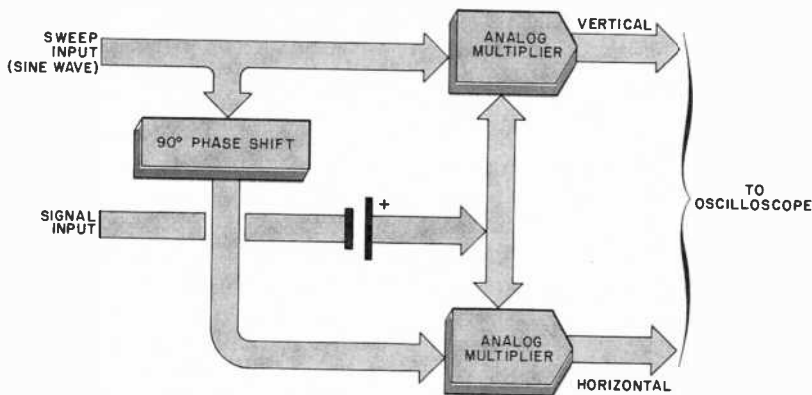 SWEEP
INPUT
(SINE WAVE)
ANALOG
MULTIPLIER
VERTICAL
90° PHASE SHIFT
SIGNAL
INPUT
+
TO
OSCILLOSCOPE
ANALOG
MULTIPLIER
HORIZONTAL